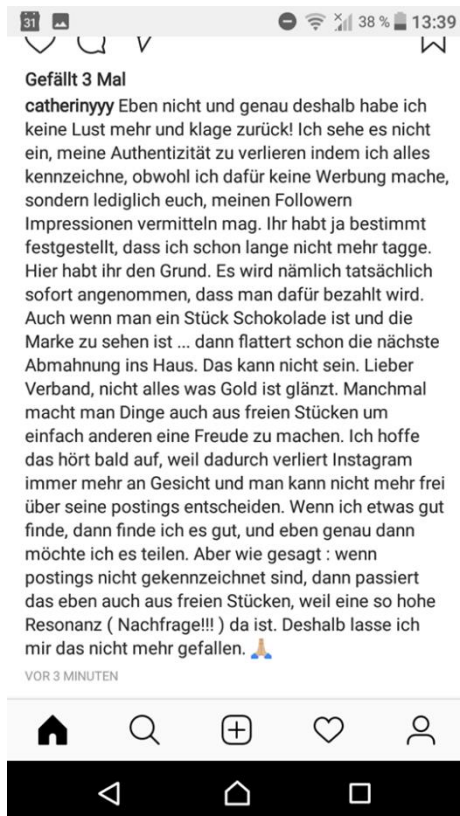 31 38 % 13:39
Gefällt 3 Mal
catherinyyy Eben nicht und genau deshalb habe ich
keine Lust mehr und klage zurück! Ich sehe es nicht
ein, meine Authentizität zu verlieren indem ich alles
kennzeichne, obwohl ich dafür keine Werbung mache,
sondern lediglich euch, meinen Followern
Impressionen vermitteln mag. Ihr habt ja bestimmt
festgestellt, dass ich schon lange nicht mehr tagge.
Hier habt ihr den Grund. Es wird nämlich tatsächlich
sofort angenommen, dass man dafür bezahlt wird.
Auch wenn man ein Stück Schokolade ist und die
Marke zu sehen ist ... dann flattert schon die nächste
Abmahnung ins Haus. Das kann nicht sein. Lieber
Verband, nicht alles was Gold ist glänzt. Manchmal
macht man Dinge auch aus freien Stücken um
einfach anderen eine Freude zu machen. Ich hoffe
das hört bald auf, weil dadurch verliert Instagram
immer mehr an Gesicht und man kann nicht mehr frei
über seine postings entscheiden. Wenn ich etwas gut
finde, dann finde ich es gut, und eben genau dann
möchte ich es teilen. Aber wie gesagt : wenn
postings nicht gekennzeichnet sind, dann passiert
das eben auch aus freien Stücken, weil eine so hohe
Resonanz ( Nachfrage!!! ) da ist. Deshalb lasse ich
mir das nicht mehr gefallen. 🙏🏼
VOR 3 MINUTEN